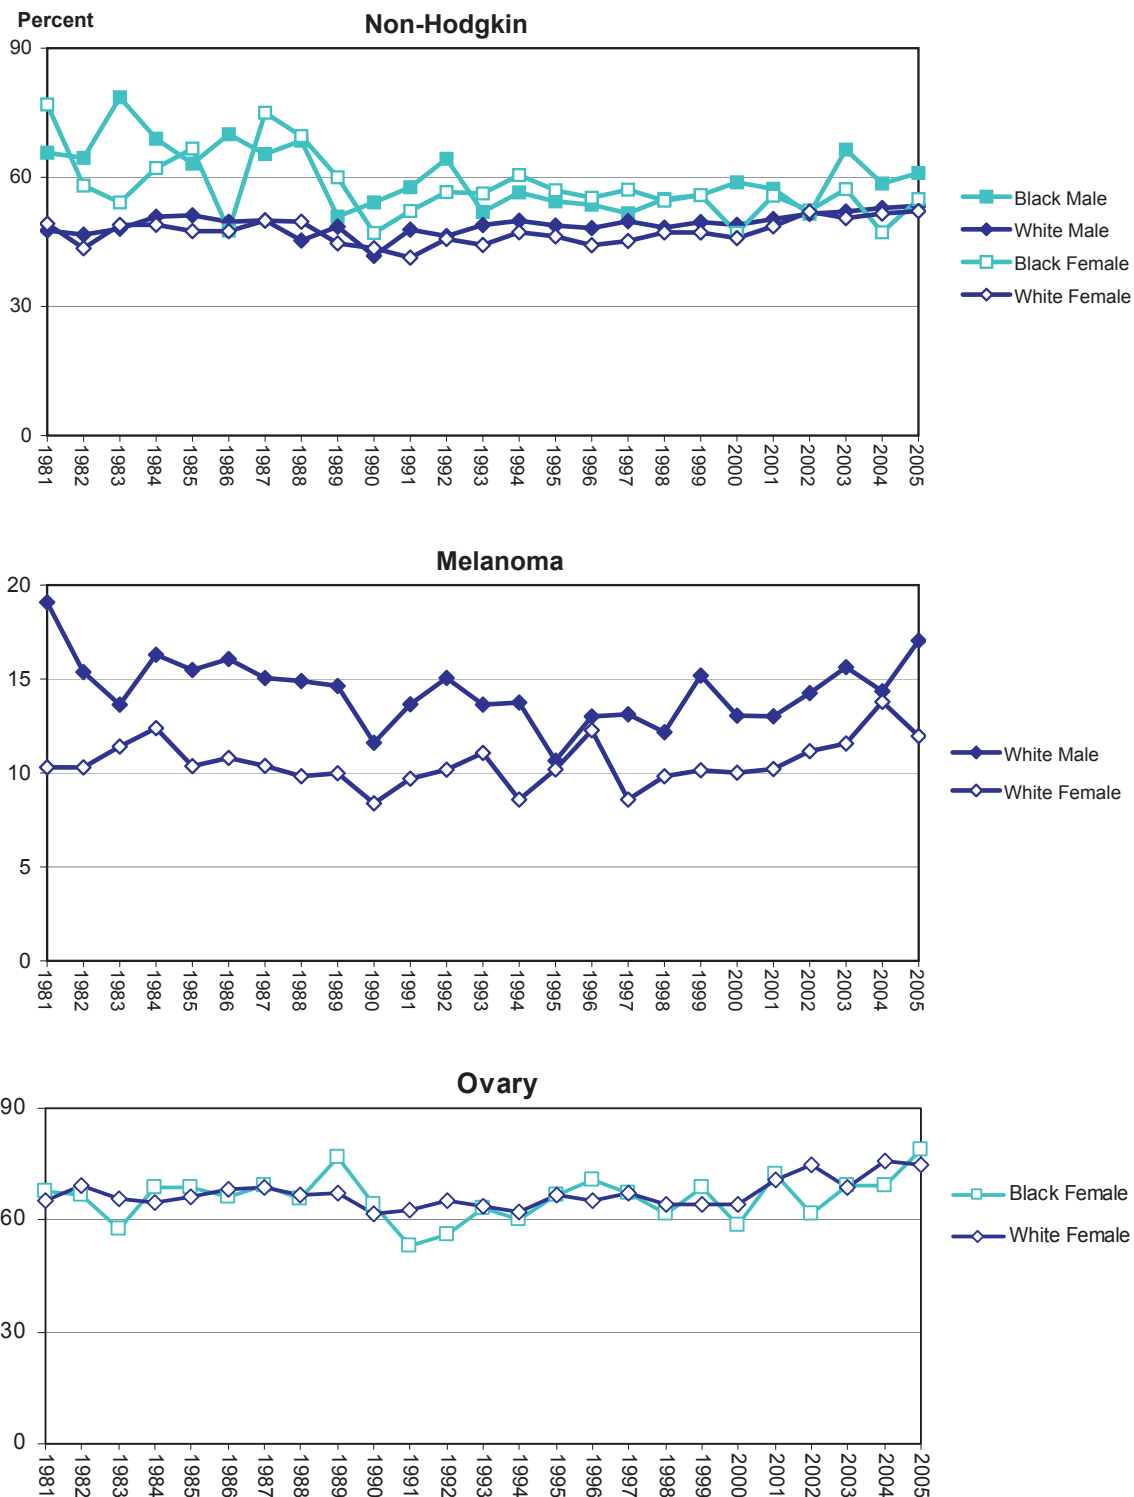 Percent
Non-Hodgkin
90
60
30
0
1981 1982 1983 1984 1985 1986 1987 1988 1989 1990 1991 1992 1993 1994 1995 1996 1997 1998 1999 2000 2001 2002 2003 2004 2005
Black Male
White Male
Black Female
White Female
Melanoma
20
15
10
5
0
1981 1982 1983 1984 1985 1986 1987 1988 1989 1990 1991 1992 1993 1994 1995 1996 1997 1998 1999 2000 2001 2002 2003 2004 2005
White Male
White Female
Ovary
90
60
30
0
1981 1982 1983 1984 1985 1986 1987 1988 1989 1990 1991 1992 1993 1994 1995 1996 1997 1998 1999 2000 2001 2002 2003 2004 2005
Black Female
White Female